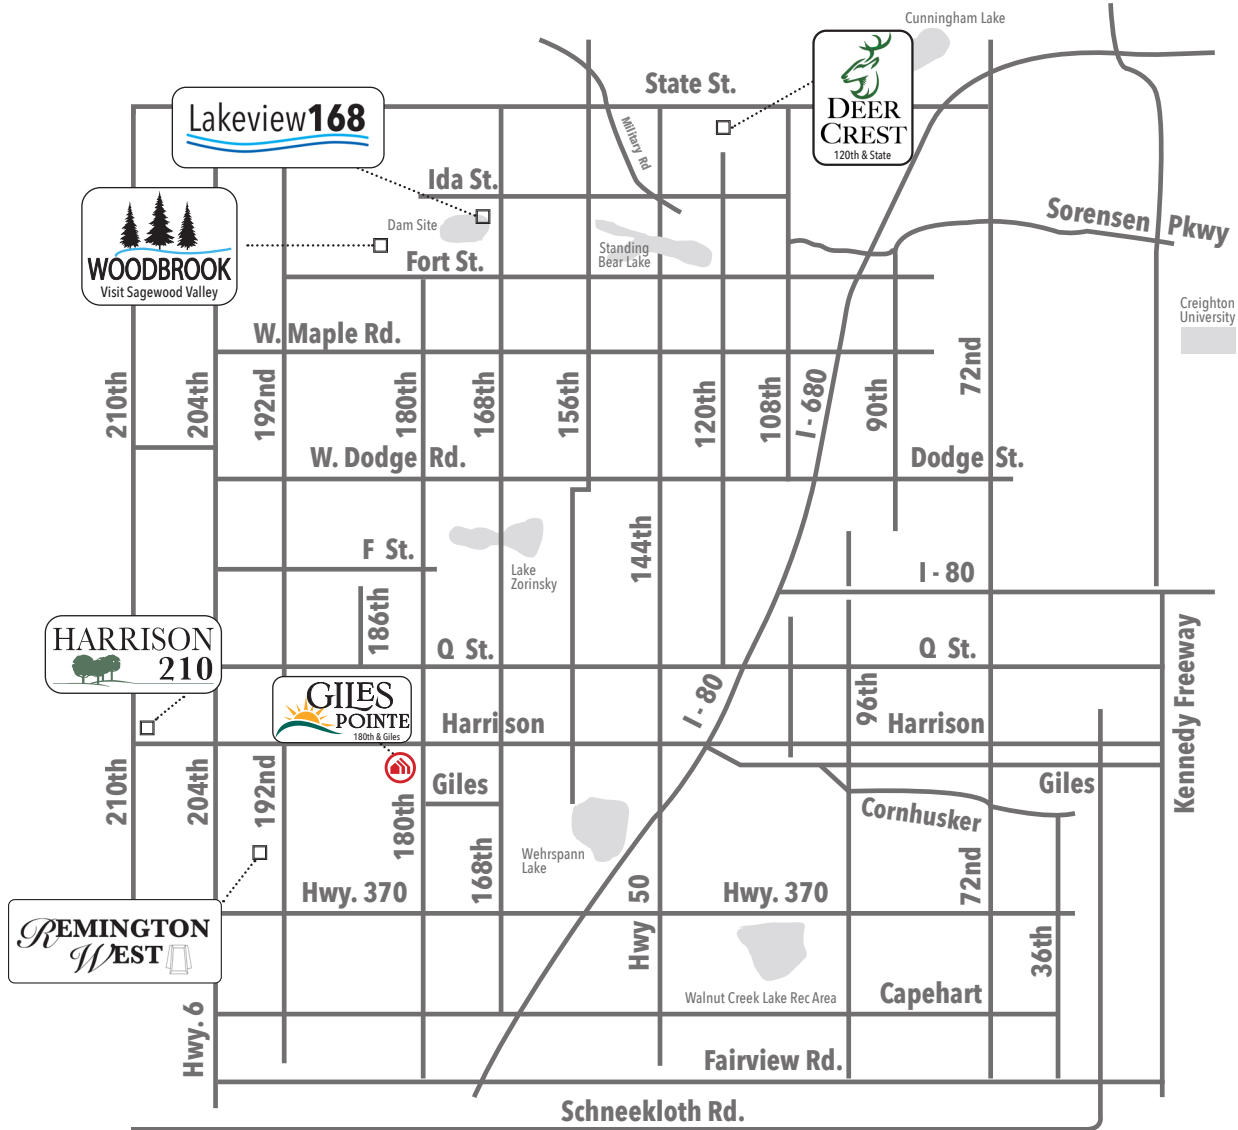 Cunningham Lake
State St.
DEER
CREST
120th & State
Lakeview168
Military Rd
Ida St.
WOODBROOK
Visit Sagewood Valley
Dam Site
Standing
Bear Lake
Sorensen Pkwy
Fort St.
Creighton
University
W. Maple Rd.
210th
204th
192nd
180th
168th
156th
120th
108th
I - 680
90th
72nd
W. Dodge Rd.
Dodge St.
F St.
Lake
Zorinsky
144th
I - 80
186th
HARRISON
210
Q St.
Q St.
Kennedy Freeway
GILES
POINTE
180th & Giles
Harrison
I - 80
96th
Harrison
210th
204th
192nd
180th
Giles
Giles
Cornhusker
Wehrspann
Lake
168th
Hwy. 370
Hwy 50
Hwy. 370
72nd
36th
REMINGTON
WEST
Walnut Creek Lake Rec Area
Capehart
Hwy. 6
Fairview Rd.
Schneekloth Rd.